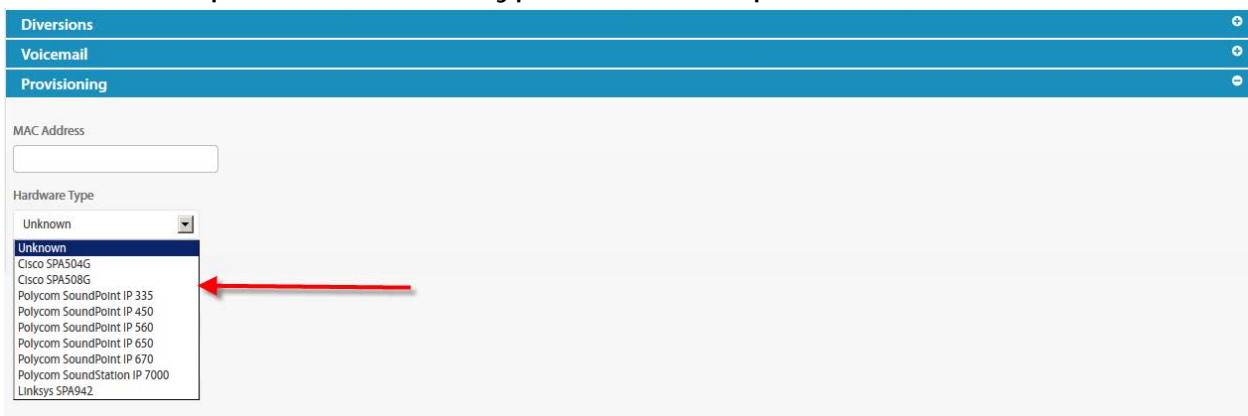 Diversions
Voicemail
Provisioning
MAC Address
Hardware Type
Unknown
Unknown
Cisco SPA504G
Cisco SPA508G
Polycom SoundPoint IP 335
Polycom SoundPoint IP 450
Polycom SoundPoint IP 560
Polycom SoundPoint IP 650
Polycom SoundPoint IP 670
Polycom SoundStation IP 7000
Linksys SPA942